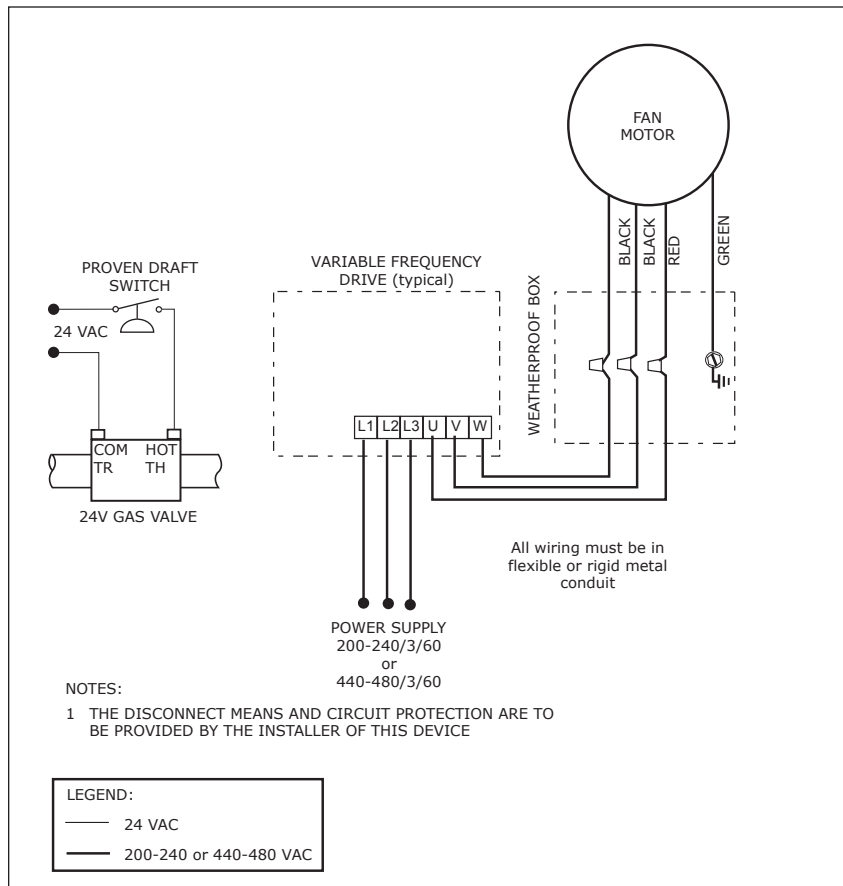 FAN
MOTOR
BLACK
BLACK
RED
GREEN
PROVEN DRAFT
SWITCH
24 VAC
VARIABLE FREQUENCY
DRIVE (typical)
WEATHERPROOF BOX
L1 L2 L3 U V W
COM HOT
TR TH
24V GAS VALVE
All wiring must be in
flexible or rigid metal
conduit
POWER SUPPLY
200-240/3/60
or
440-480/3/60
NOTES:
1 THE DISCONNECT MEANS AND CIRCUIT PROTECTION ARE TO
BE PROVIDED BY THE INSTALLER OF THIS DEVICE
LEGEND:
24 VAC
200-240 or 440-480 VAC